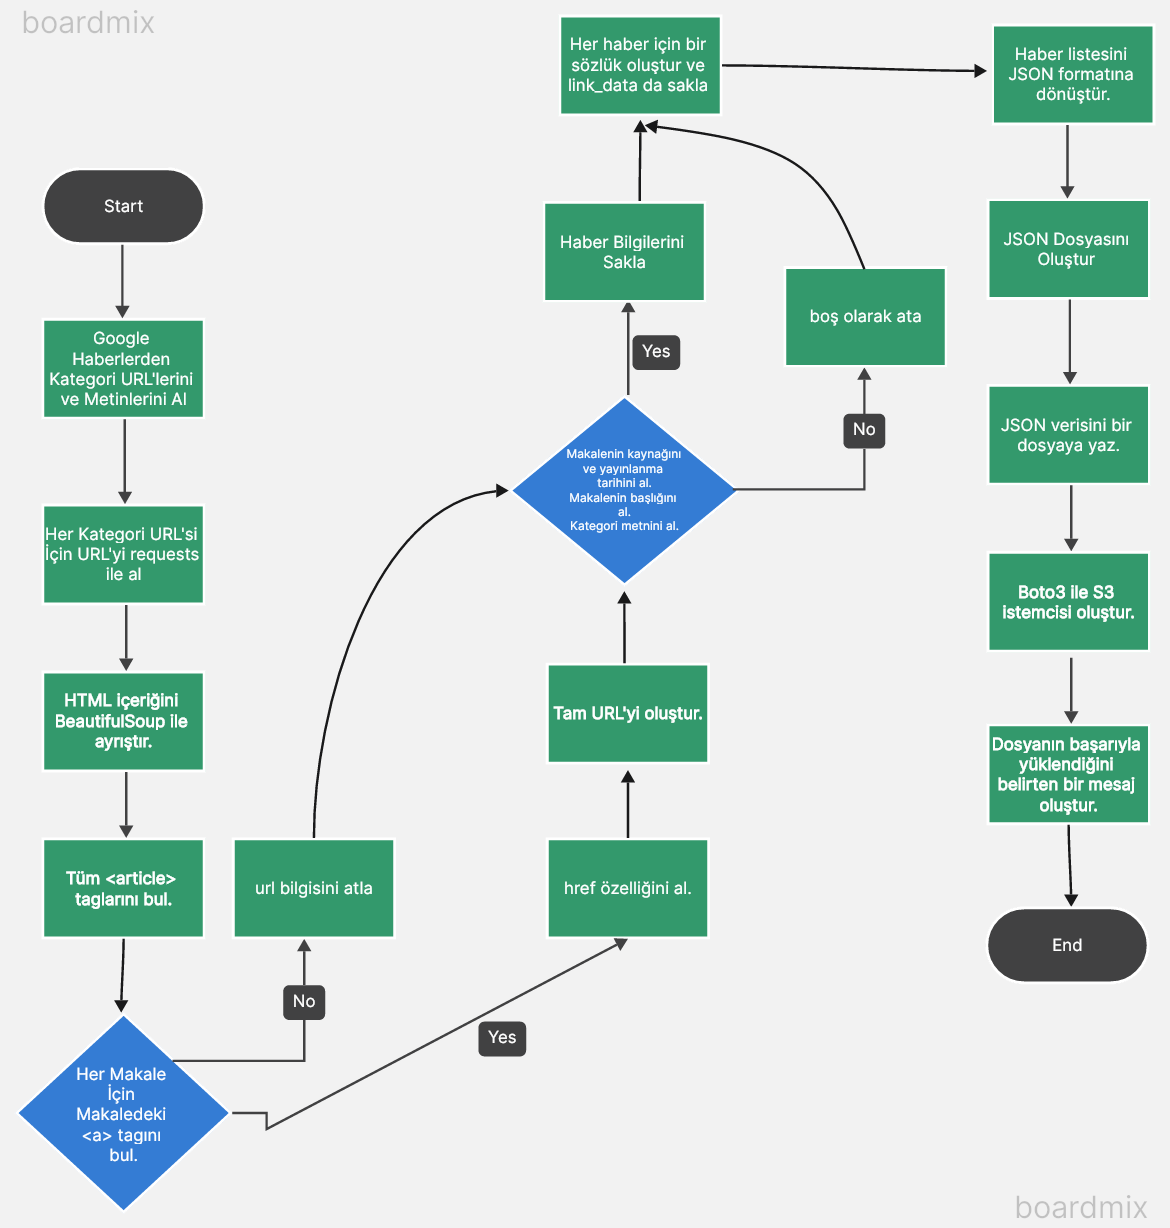 boardmix
Start
Google
Haberlerden
Kategori URL'lerini
ve Metinlerini Al
Her Kategori URL'si
İçin URL'yi requests
ile al
HTML içeriğini
BeautifulSoup ile
ayrıştır.
Tüm <article>
taglarını bul.
Her Makale
İçin
Makaledeki
<a> tagını
bul.
No
url bilgisini atla
Yes
href özelliğini al.
Tam URL'yi oluştur.
Makalenin kaynağını
ve yayınlanma
tarihini al.
Makalenin başlığını
al.
Kategori metnini al.
Yes
Haber Bilgilerini
Sakla
No
boş olarak ata
Her haber için bir
sözlük oluştur ve
link_data da sakla
Haber listesini
JSON formatına
dönüştür.
JSON Dosyasını
Oluştur
JSON verisini bir
dosyaya yaz.
Boto3 ile S3
istemcisi oluştur.
Dosyanın başarıyla
yüklendiğini
belirten bir mesaj
oluştur.
End
boardmix